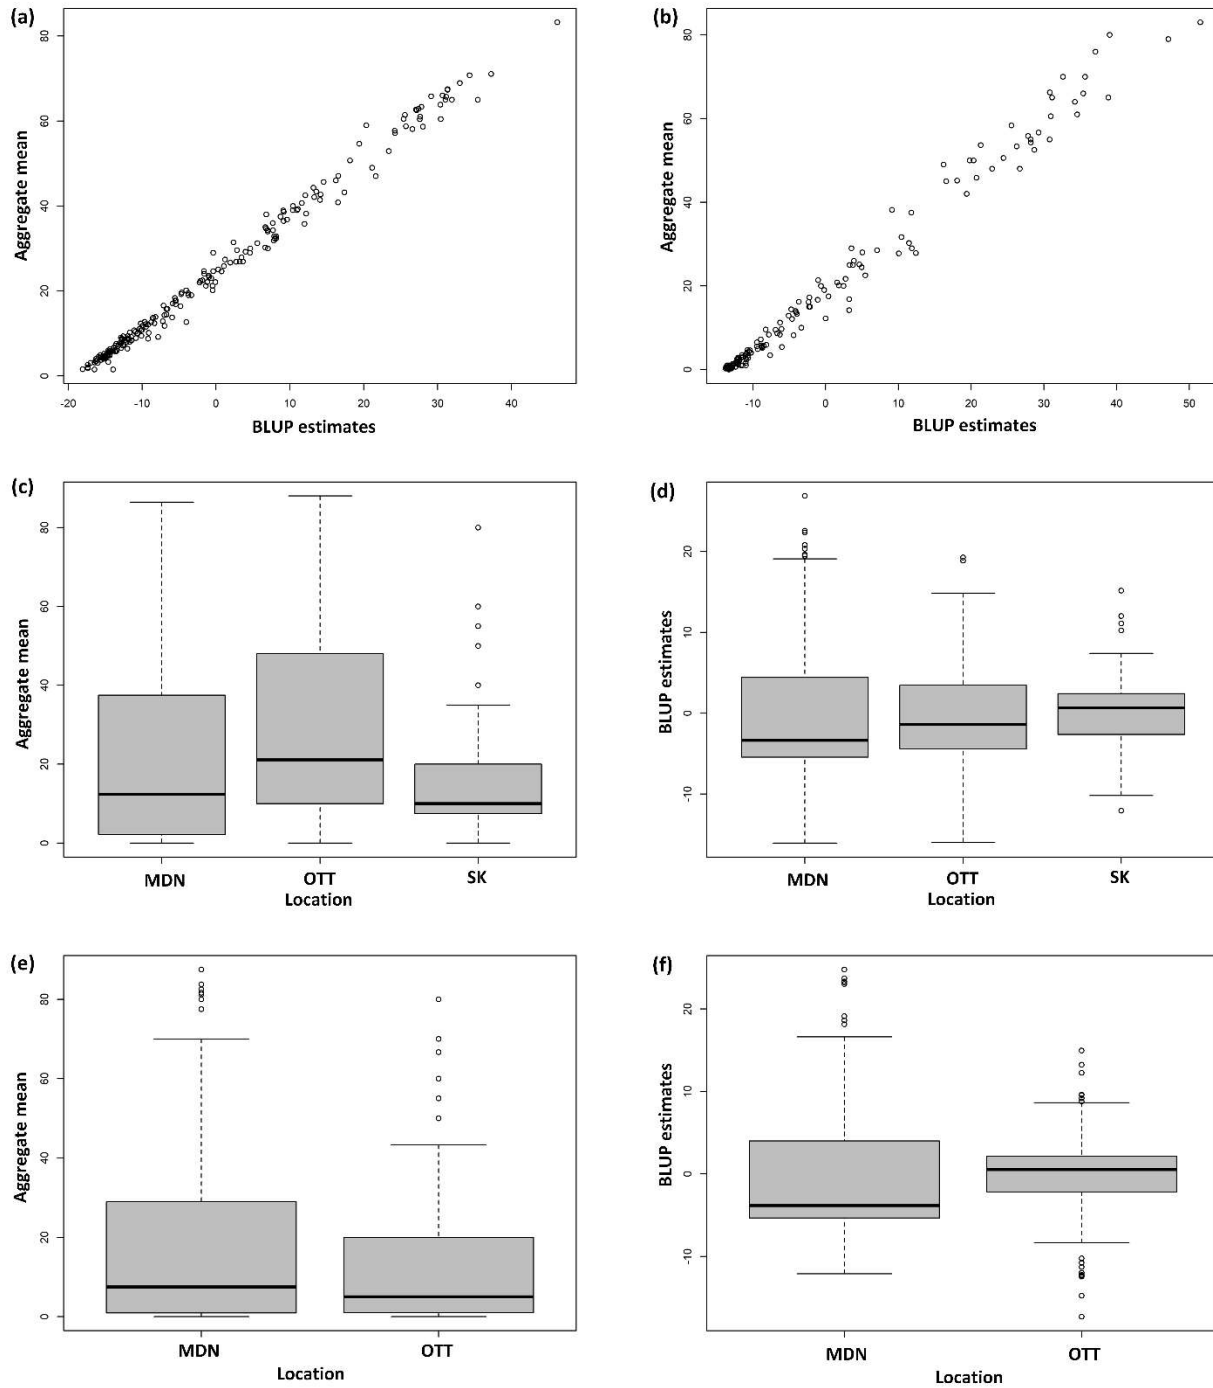 (a)
Aggregate mean
80
60
40
20
0
-20 -10 0 10 20 30 40
BLUP estimates
(b)
Aggregate mean
80
60
40
20
0
-10 0 10 20 30 40 50
BLUP estimates
(c)
Aggregate mean
80
60
40
20
0
MDN OTT SK
Location
(d)
BLUP estimates
20
10
0
-10
MDN OTT SK
Location
(e)
Aggregate mean
80
60
40
20
0
MDN OTT
Location
(f)
BLUP estimates
20
10
0
-10
MDN OTT
Location